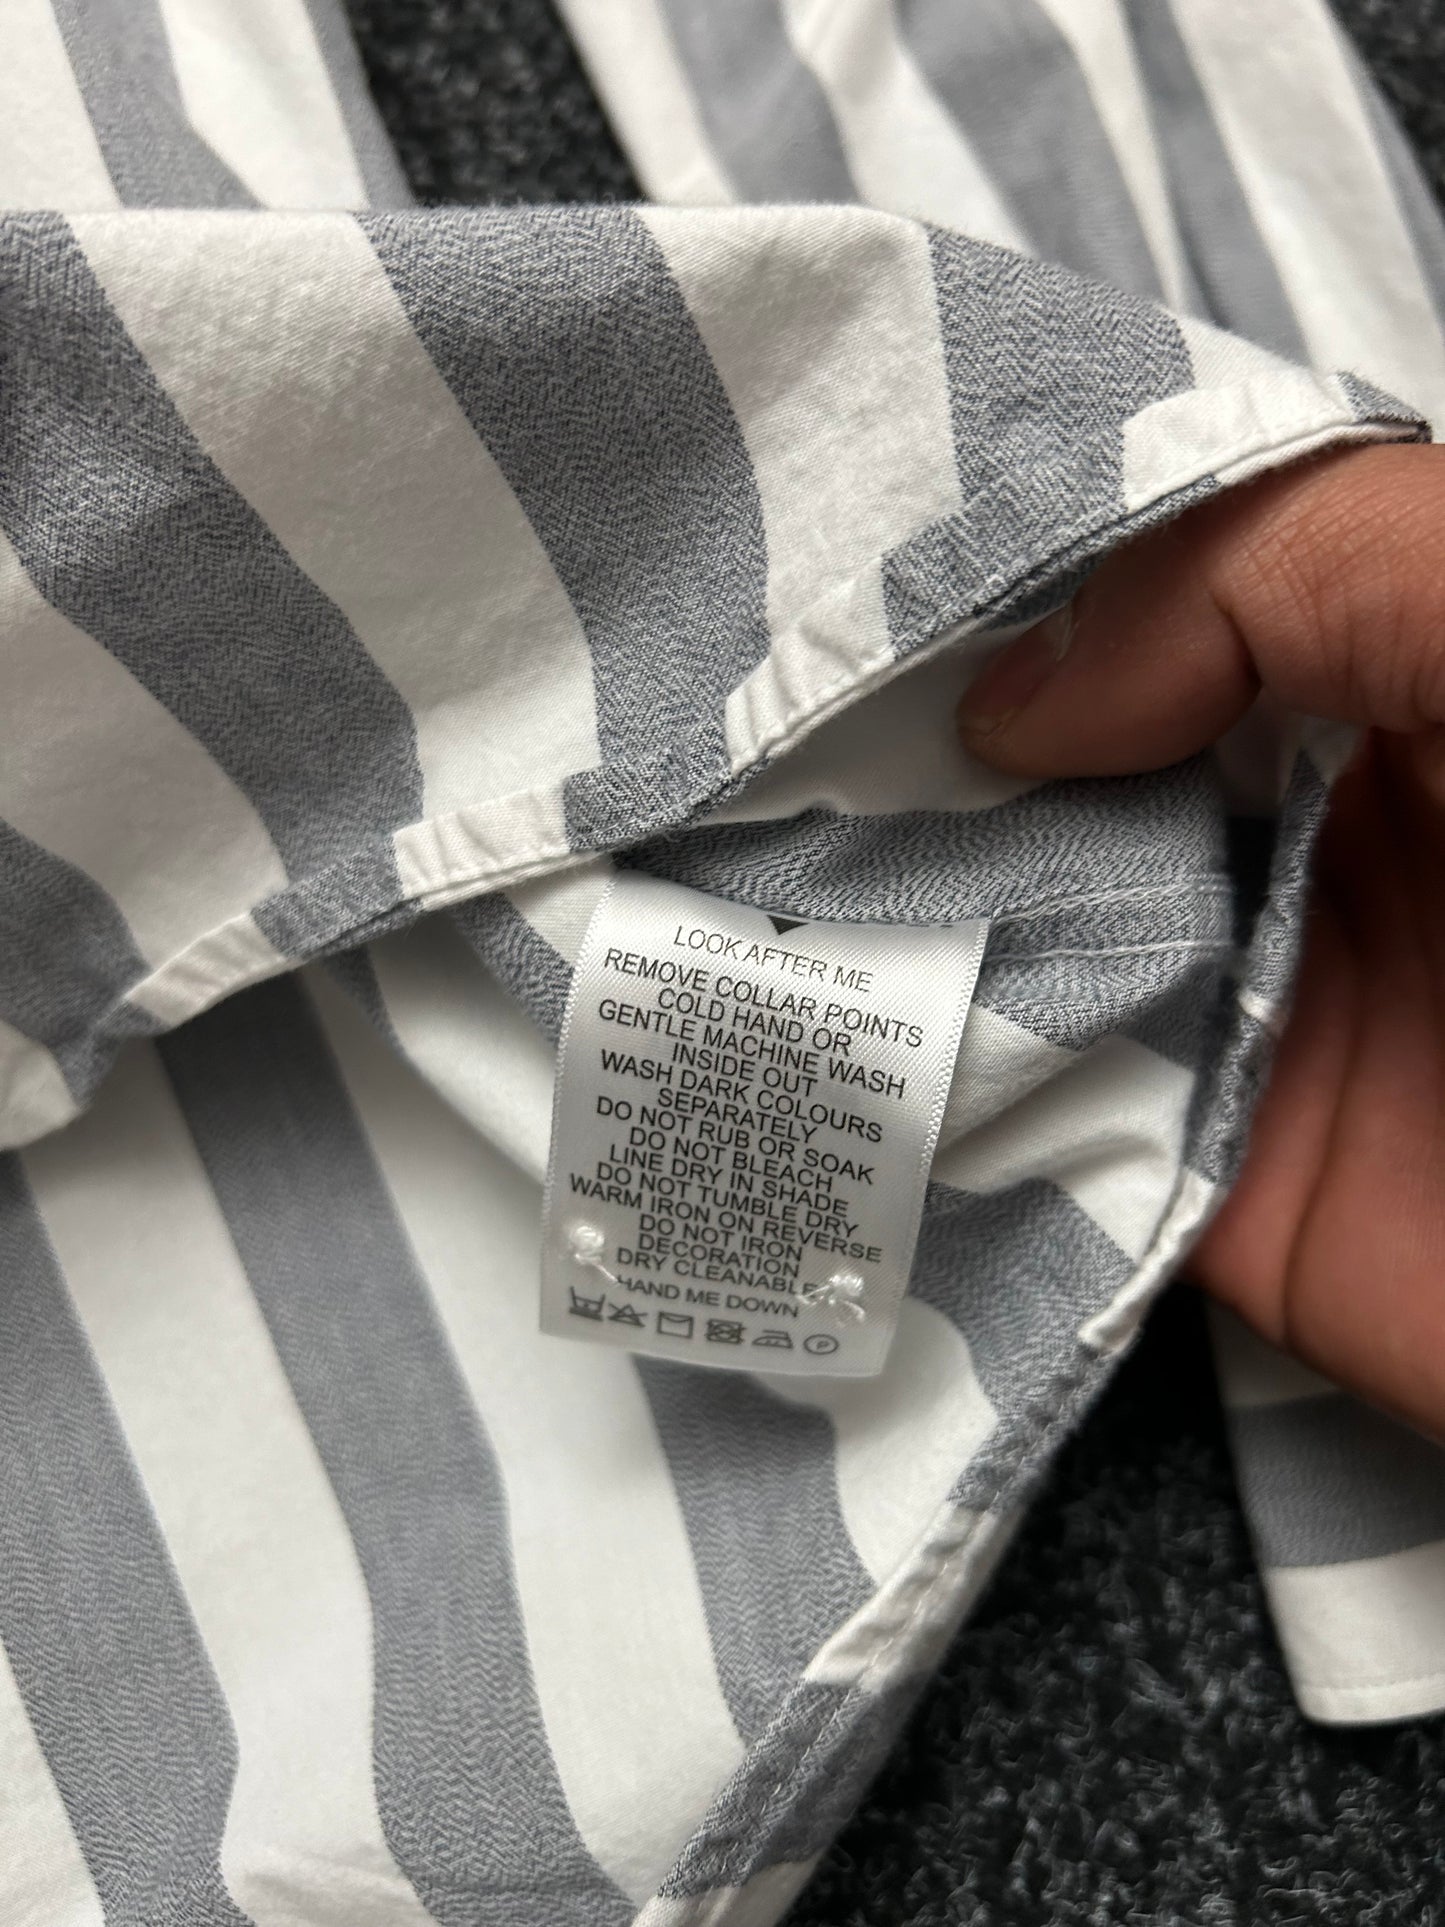 LOOK AFTER ME
REMOVE COLLAR POINTS
COLD HAND OR
GENTLE MACHINE WASH
INSIDE OUT
WASH DARK COLOURS
SEPARATELY
DO NOT RUB OR SOAK
DO NOT BLEACH
LINE DRY IN SHADE
DO NOT TUMBLE DRY
WARM IRON ON REVERSE
DO NOT IRON
DECORATION
DRY CLEANABLE
HAND ME DOWN
P